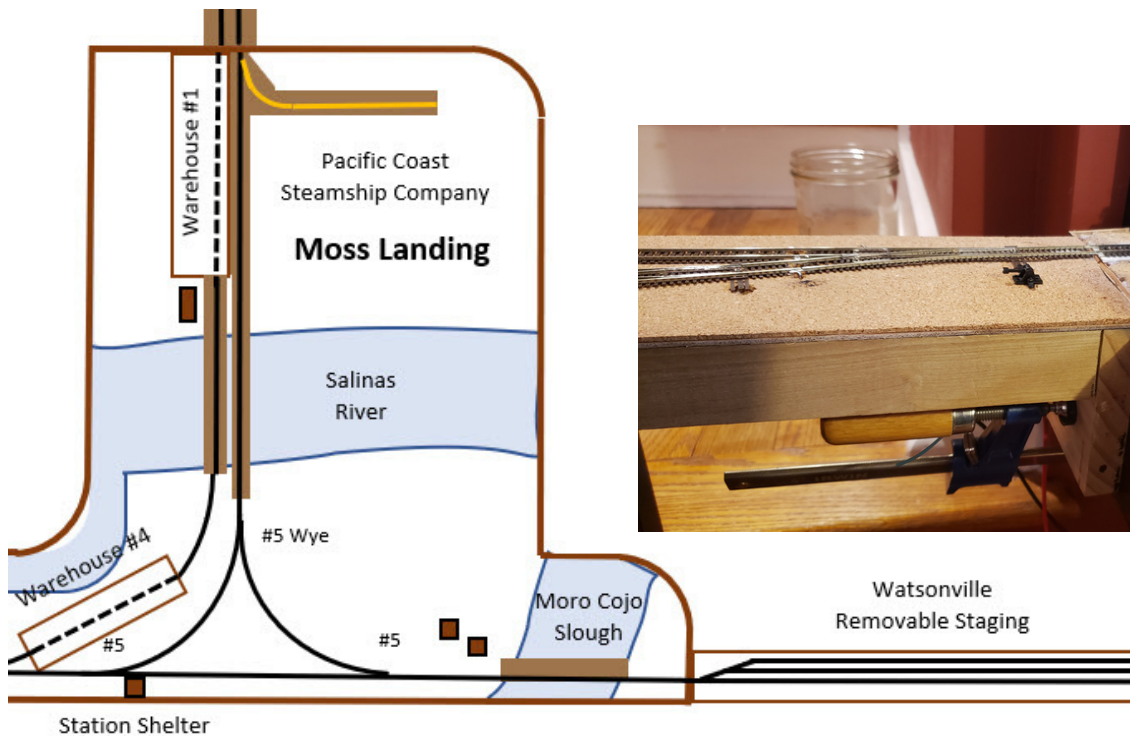 Warehouse #1
Pacific Coast
Steamship Company
Moss Landing
Salinas
River
#5 Wye
Warehouse #4
#5
#5
Moro Cojo
Slough
Watsonville
Removable Staging
Station Shelter